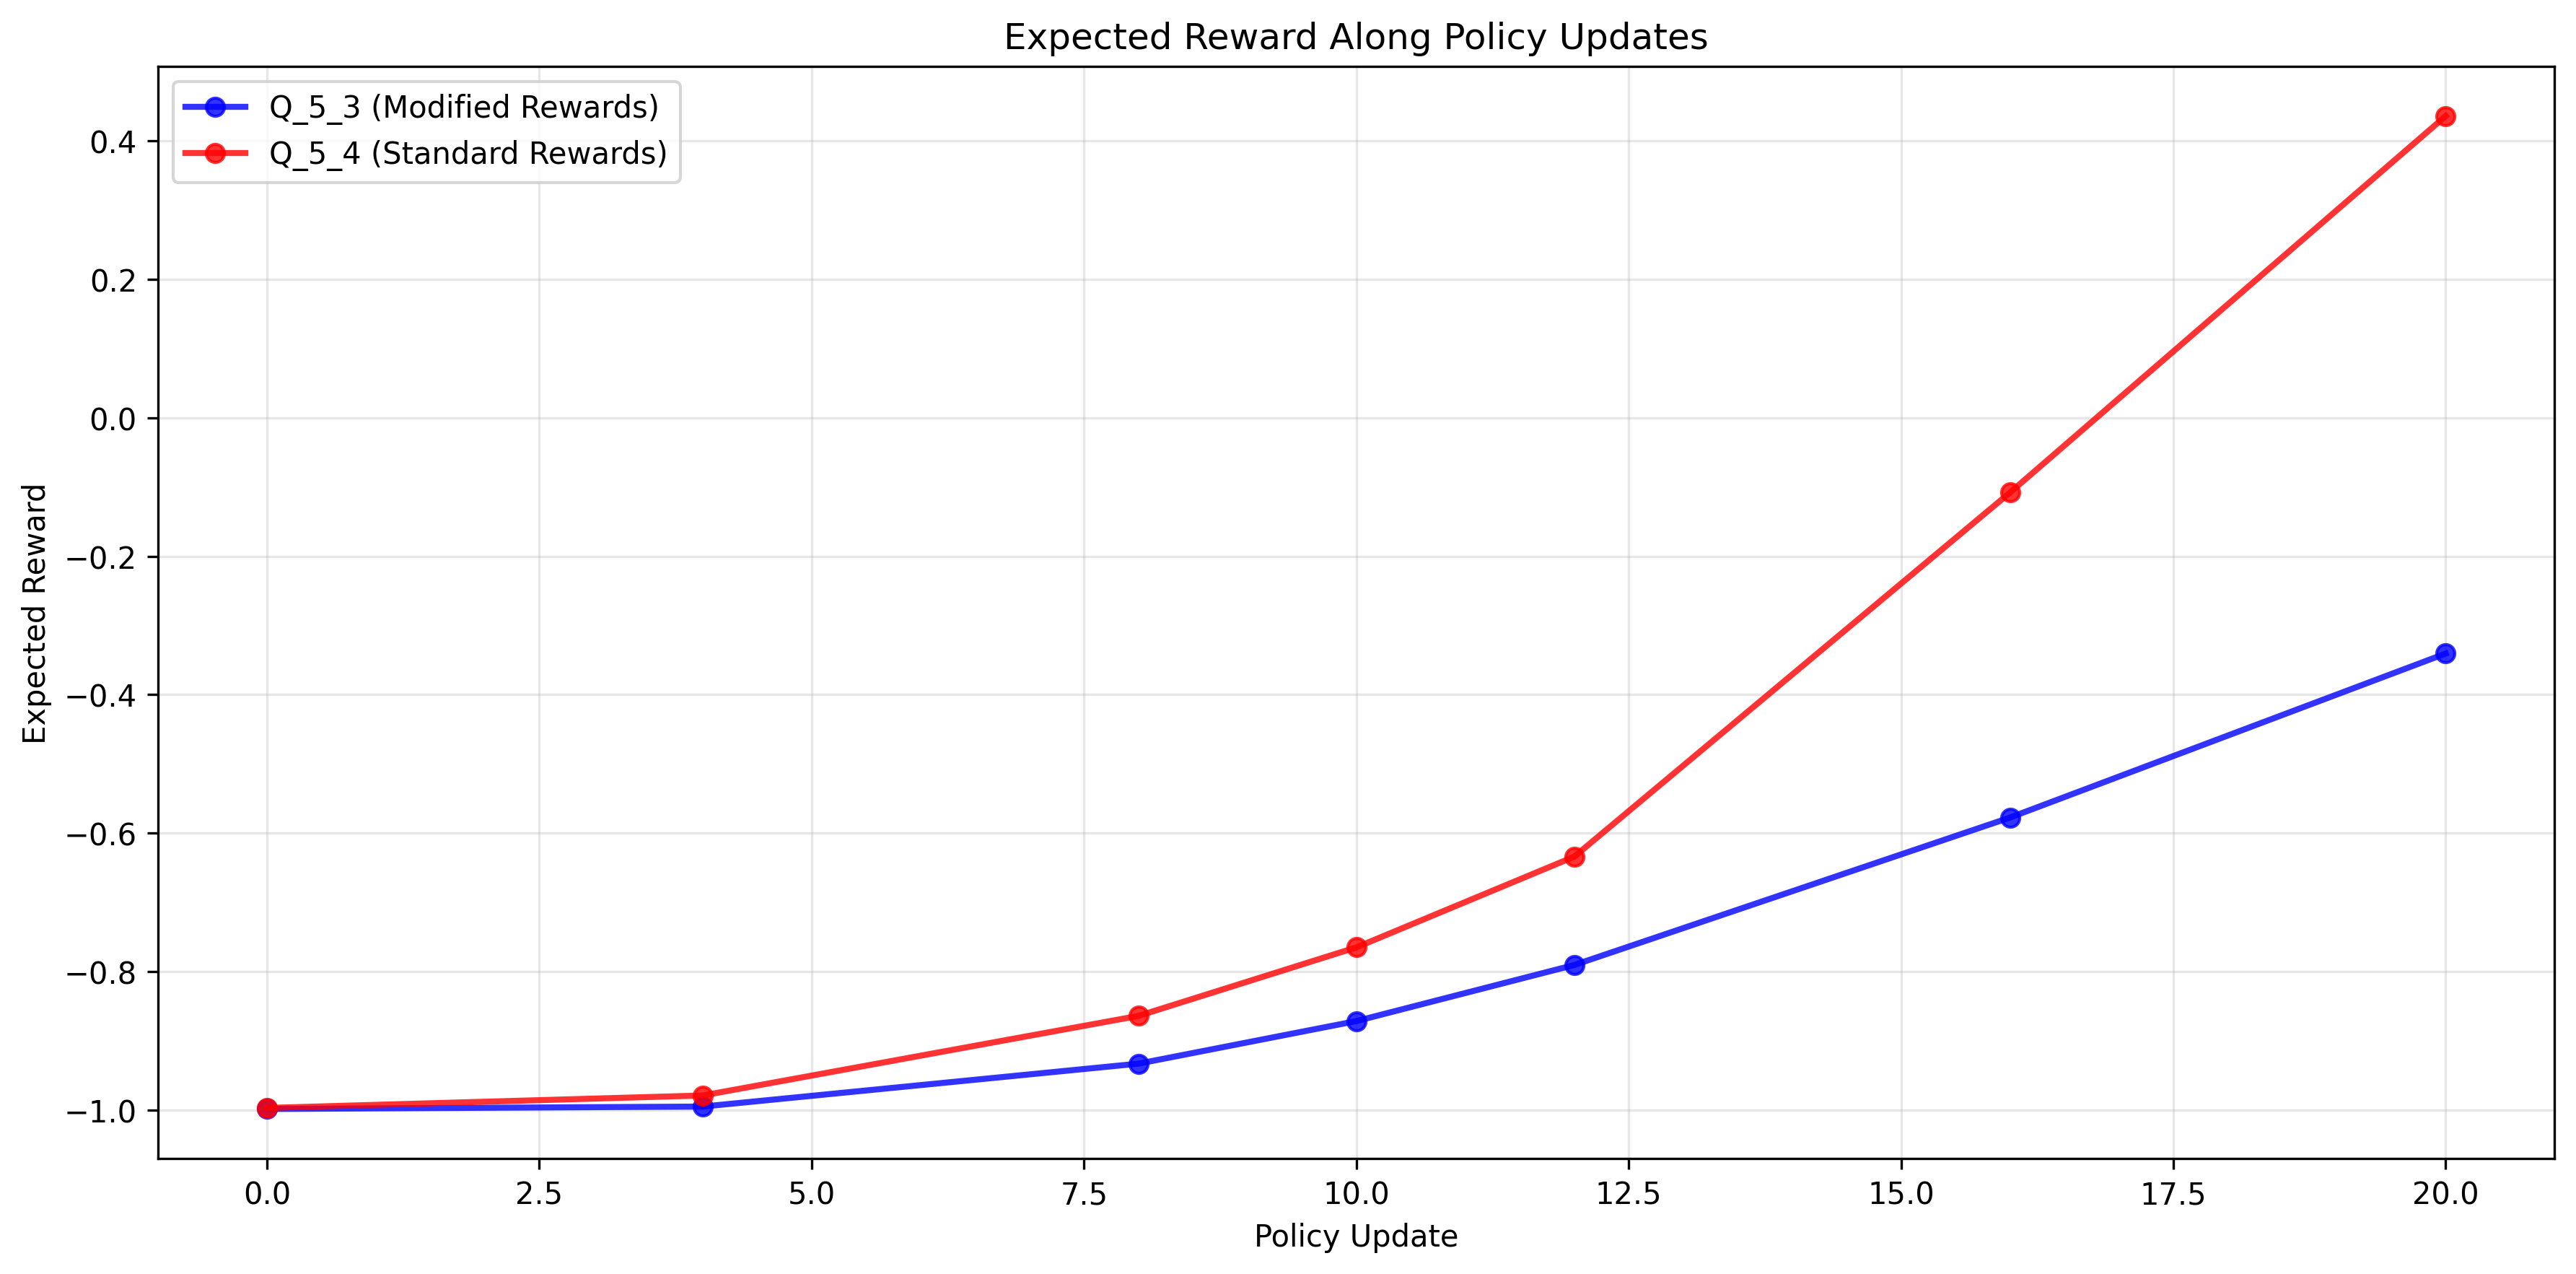 Expected Reward Along Policy Updates
Q_5_3 (Modified Rewards)
Q_5_4 (Standard Rewards)
Expected Reward
0.4
0.2
0.0
−0.2
−0.4
−0.6
−0.8
−1.0
0.0 2.5 5.0 7.5 10.0 12.5 15.0 17.5 20.0
Policy Update